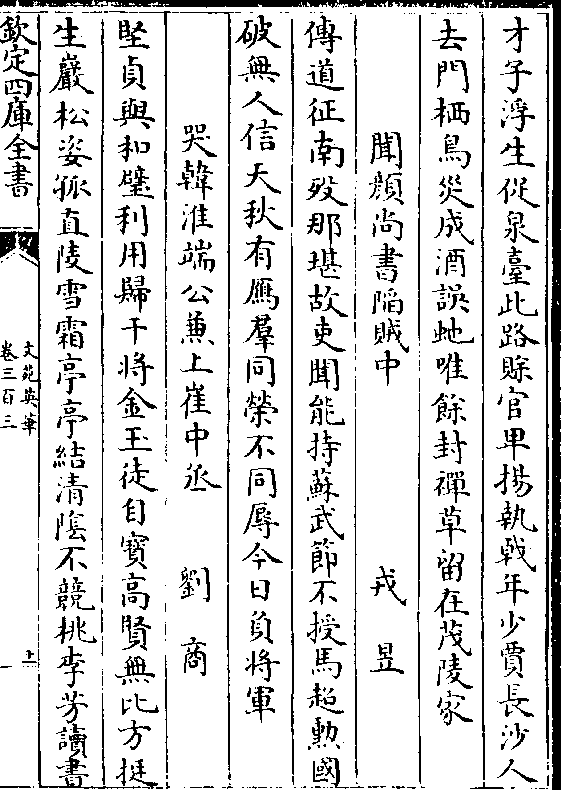 才子浮生促泉臺此路賖官卑揚執戟年少賈長沙人
去門栖鳥災成酒誤虵唯餘封禪草留在茂陵家
聞顔尚書陷賊中　戎昱
傳道征南殁那堪故吏聞能持蘇武節不授馬超勲國
破無人信天秋有鴈羣同榮不同辱今日負將軍
哭韓淮端公兼上崔中丞　劉商
堅貞與和璧利用歸干將金玉徒自寳高賢無比方挺
生巖松姿孤直陵雪霜亭亭結清陰不競桃李芳讀書
欽定四庫全書
文苑英華
卷三百三
十一